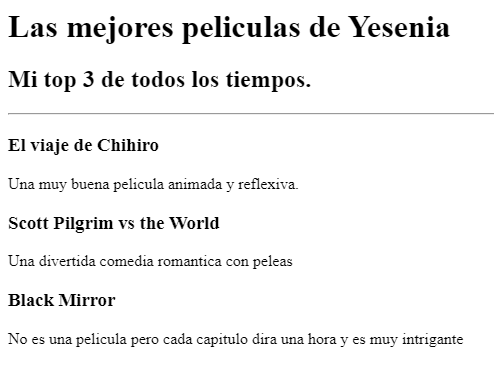 Las mejores peliculas de Yesenia
Mi top 3 de todos los tiempos.
El viaje de Chihiro
Una muy buena pelicula animada y reflexiva.
Scott Pilgrim vs the World
Una divertida comedia romantica con peleas
Black Mirror
No es una pelicula pero cada capitulo dira una hora y es muy intrigante